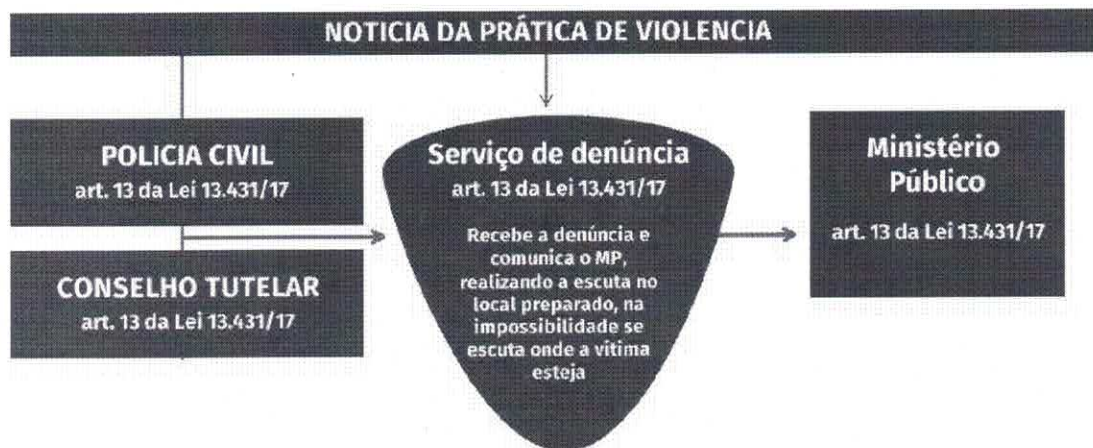 NOTICIA DA PRÁTICA DE VIOLENCIA
POLICIA CIVIL
art. 13 da Lei 13.431/17
CONSELHO TUTELAR
art. 13 da Lei 13.431/17
Serviço de denúncia
art. 13 da Lei 13.431/17
Recebe a denúncia e
comunica o MP,
realizando a escuta no
local preparado, na
impossibilidade se
escuta onde a vítima
esteja
Ministério
Público
art. 13 da Lei 13.431/17